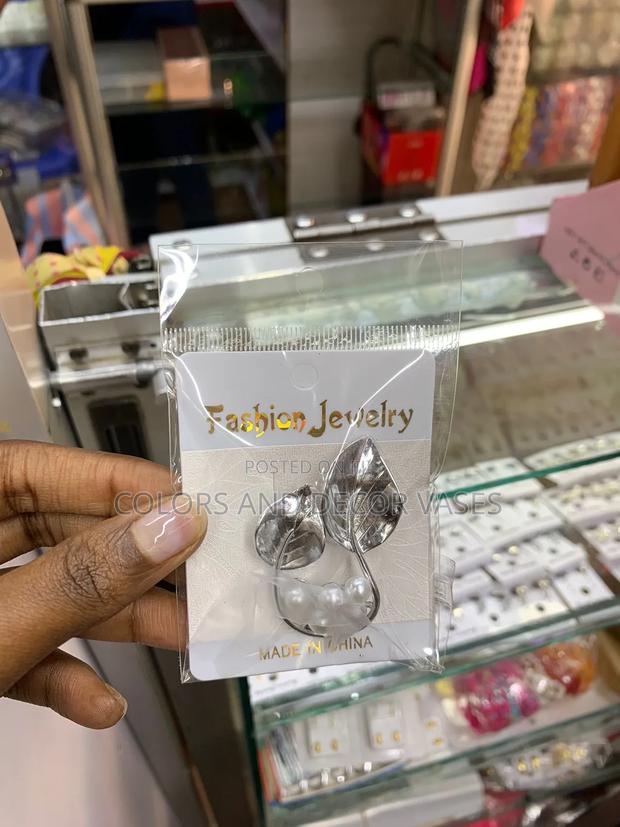 Fashion Jewelry
POSTED ON
COLORS AND DECOR VASES
MADE IN CHINA